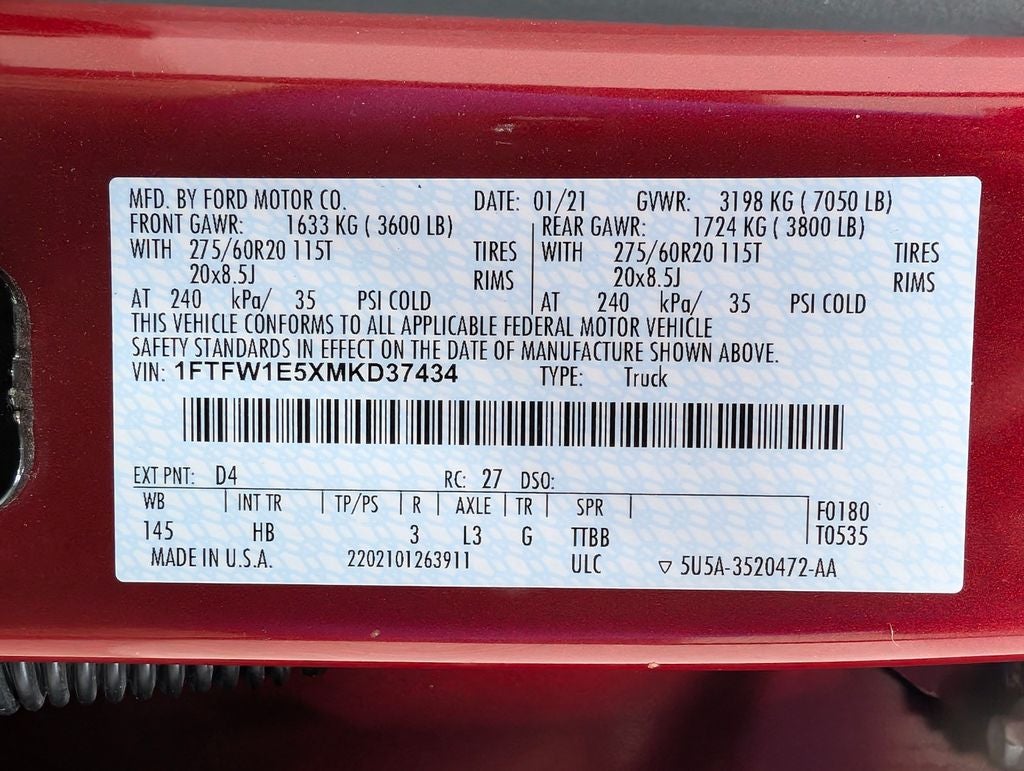 MFD. BY FORD MOTOR CO. DATE: 01/21 GVWR: 3198 KG ( 7050 LB)
FRONT GAWR: 1633 KG ( 3600 LB) REAR GAWR: 1724 KG ( 3800 LB)
WITH 275/60R20 115T TIRES WITH 275/60R20 115T TIRES
20x8.5J RIMS 20x8.5J RIMS
AT 240 kPa/ 35 PSI COLD AT 240 kPa/ 35 PSI COLD
THIS VEHICLE CONFORMS TO ALL APPLICABLE FEDERAL MOTOR VEHICLE
SAFETY STANDARDS IN EFFECT ON THE DATE OF MANUFACTURE SHOWN ABOVE.
VIN: 1FTFW1E5XMKD37434 TYPE: Truck
EXT PNT: D4 RC: 27 DSO:
WB INT TR TP/PS R AXLE TR SPR F0180
145 HB 3 L3 G TTBB T0535
MADE IN U.S.A. 2202101263911 ULC ▽ 5U5A-3520472-AA